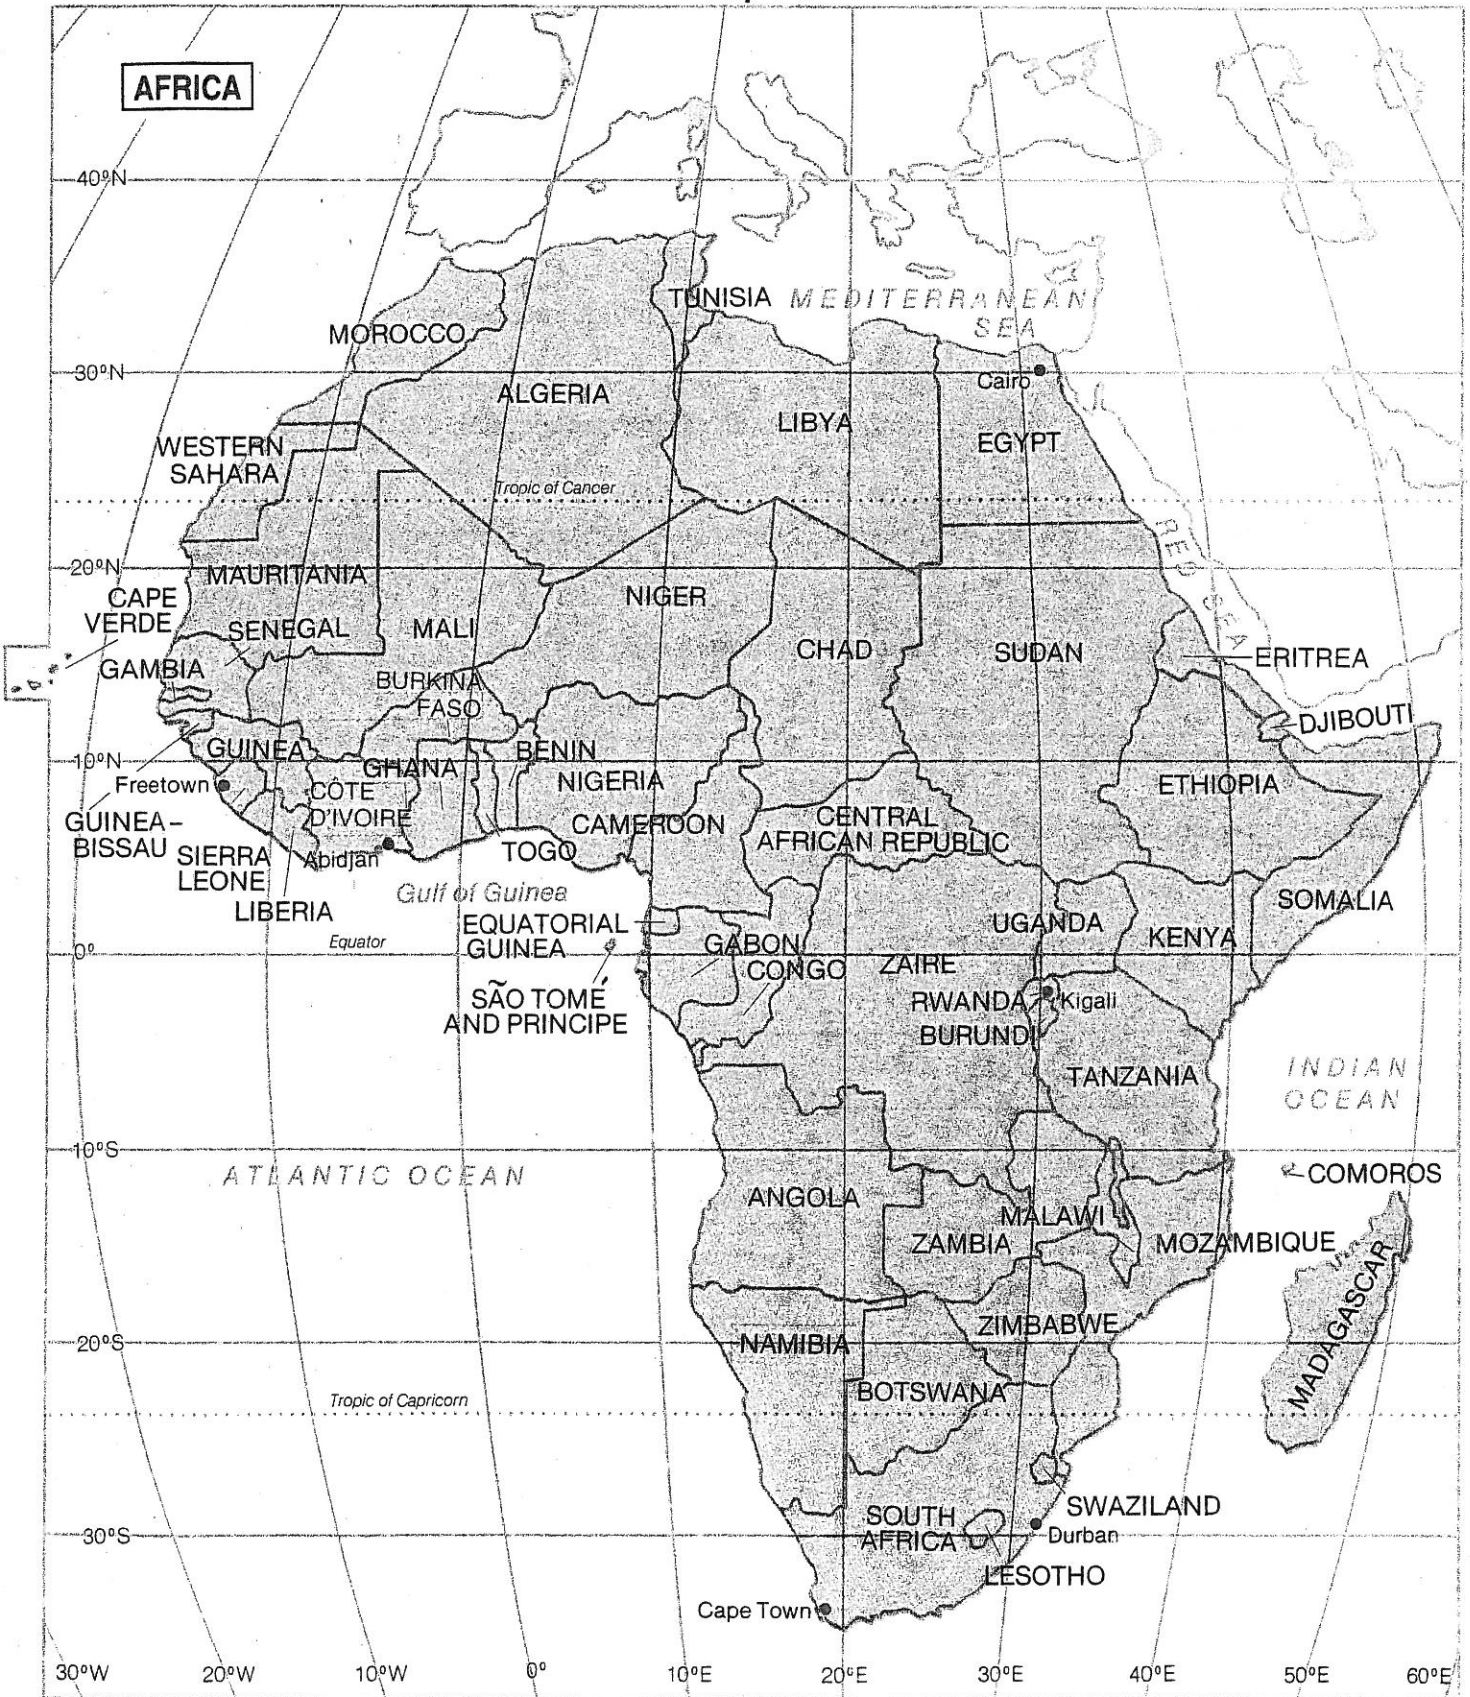 AFRICA
40°N
TUNISIA
MEDITERRANEAN
SEA
MOROCCO
30°N
Cairo
ALGERIA
LIBYA
EGYPT
WESTERN
SAHARA
Tropic of Cancer
RED SEA
20°N
MAURITANIA
CAPE
VERDE
NIGER
SENEGAL
MALI
CHAD
SUDAN
ERITREA
GAMBIA
BURKINA
FASO
DJIBOUTI
GUINEA
BENIN
10°N
GHANA
NIGERIA
ETHIOPIA
Freetown
CÔTE
D'IVOIRE
GUINEA-
BISSAU
CAMEROON
CENTRAL
AFRICAN REPUBLIC
SIERRA
LEONE
Abidjan
TOGO
Gulf of Guinea
SOMALIA
LIBERIA
EQUATORIAL
GUINEA
UGANDA
KENYA
Equator
0°
GABON
CONGO
ZAIRE
SÃO TOMÉ
AND PRINCIPE
RWANDA
Kigali
BURUNDI
TANZANIA
INDIAN
OCEAN
10°S
ATLANTIC OCEAN
COMOROS
ANGOLA
MALAWI
ZAMBIA
MOZAMBIQUE
MADAGASCAR
ZIMBABWE
20°S
NAMIBIA
BOTSWANA
Tropic of Capricorn
SWAZILAND
SOUTH
AFRICA
30°S
Durban
LESOTHO
Cape Town
30°W 20°W 10°W 0° 10°E 20°E 30°E 40°E 50°E 60°E